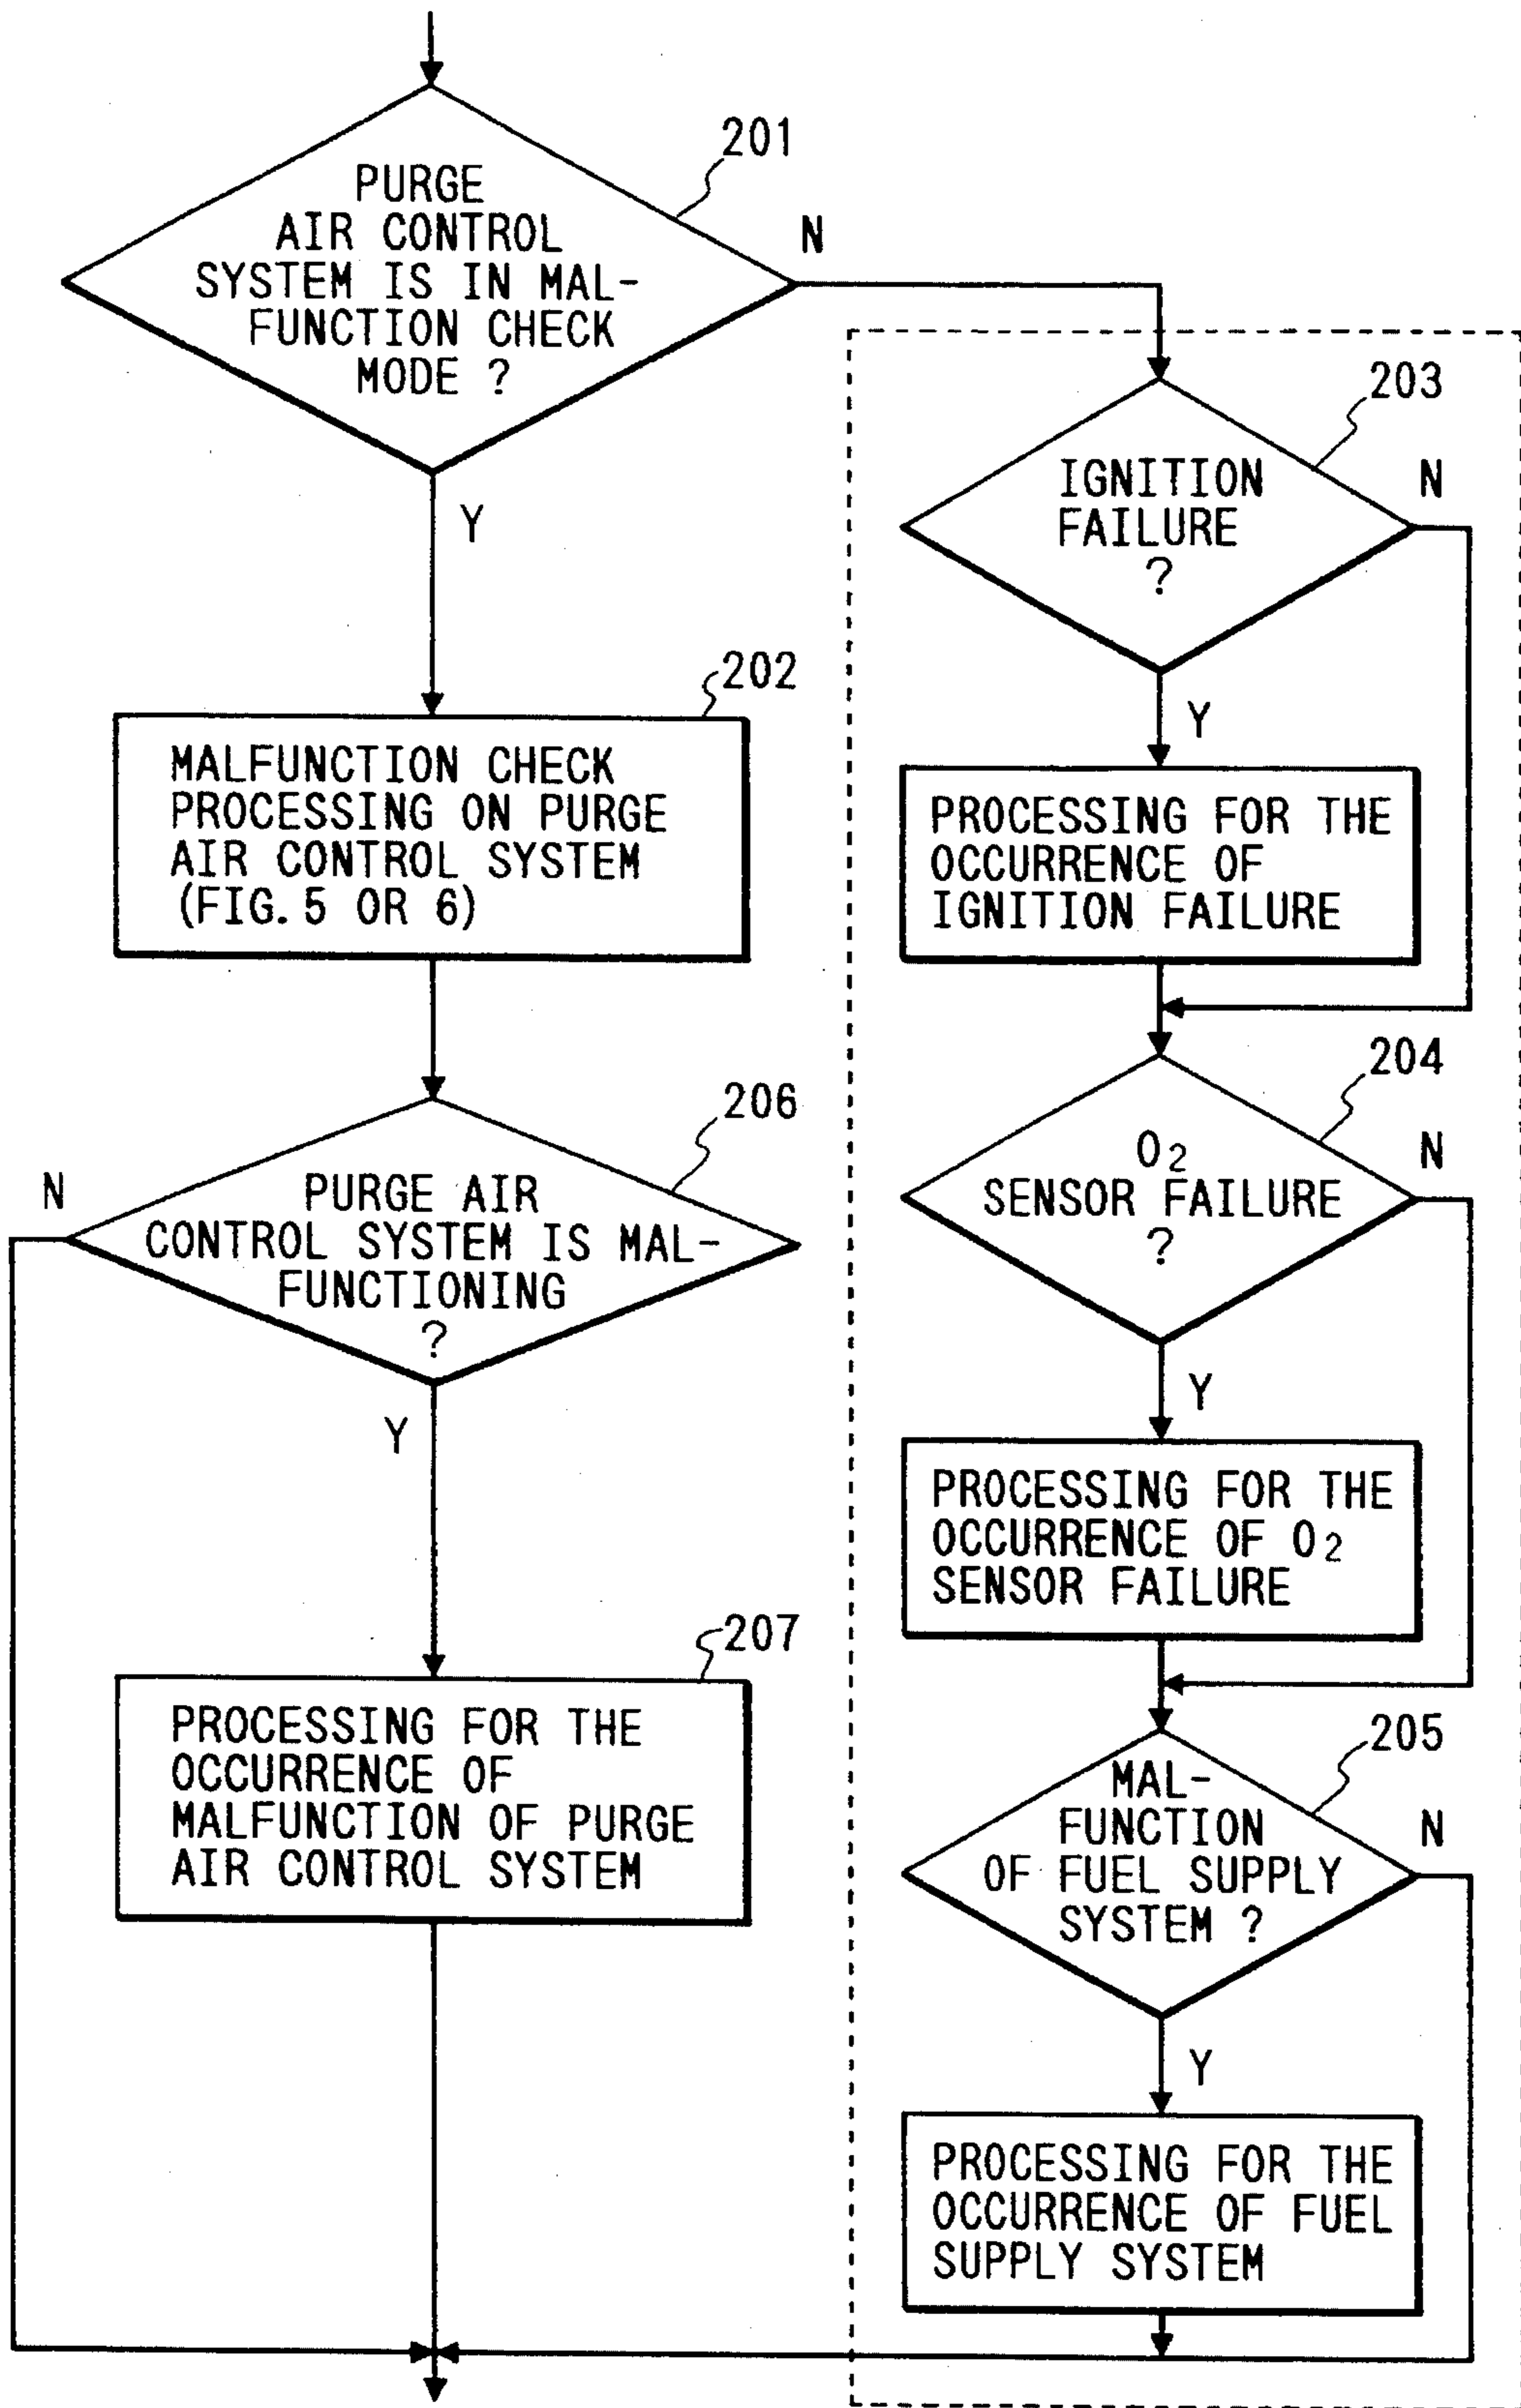 201
PURGE
AIR CONTROL
SYSTEM IS IN MAL-
FUNCTION CHECK
MODE ?
N
Y
202
MALFUNCTION CHECK
PROCESSING ON PURGE
AIR CONTROL SYSTEM
(FIG. 5 OR 6)
206
N
PURGE AIR
CONTROL SYSTEM IS MAL-
FUNCTIONING
?
Y
207
PROCESSING FOR THE
OCCURRENCE OF
MALFUNCTION OF PURGE
AIR CONTROL SYSTEM
203
IGNITION
FAILURE
?
N
Y
PROCESSING FOR THE
OCCURRENCE OF
IGNITION FAILURE
204
O2
SENSOR FAILURE
?
N
Y
PROCESSING FOR THE
OCCURRENCE OF O2
SENSOR FAILURE
205
MAL-
FUNCTION
OF FUEL SUPPLY
SYSTEM ?
N
Y
PROCESSING FOR THE
OCCURRENCE OF FUEL
SUPPLY SYSTEM